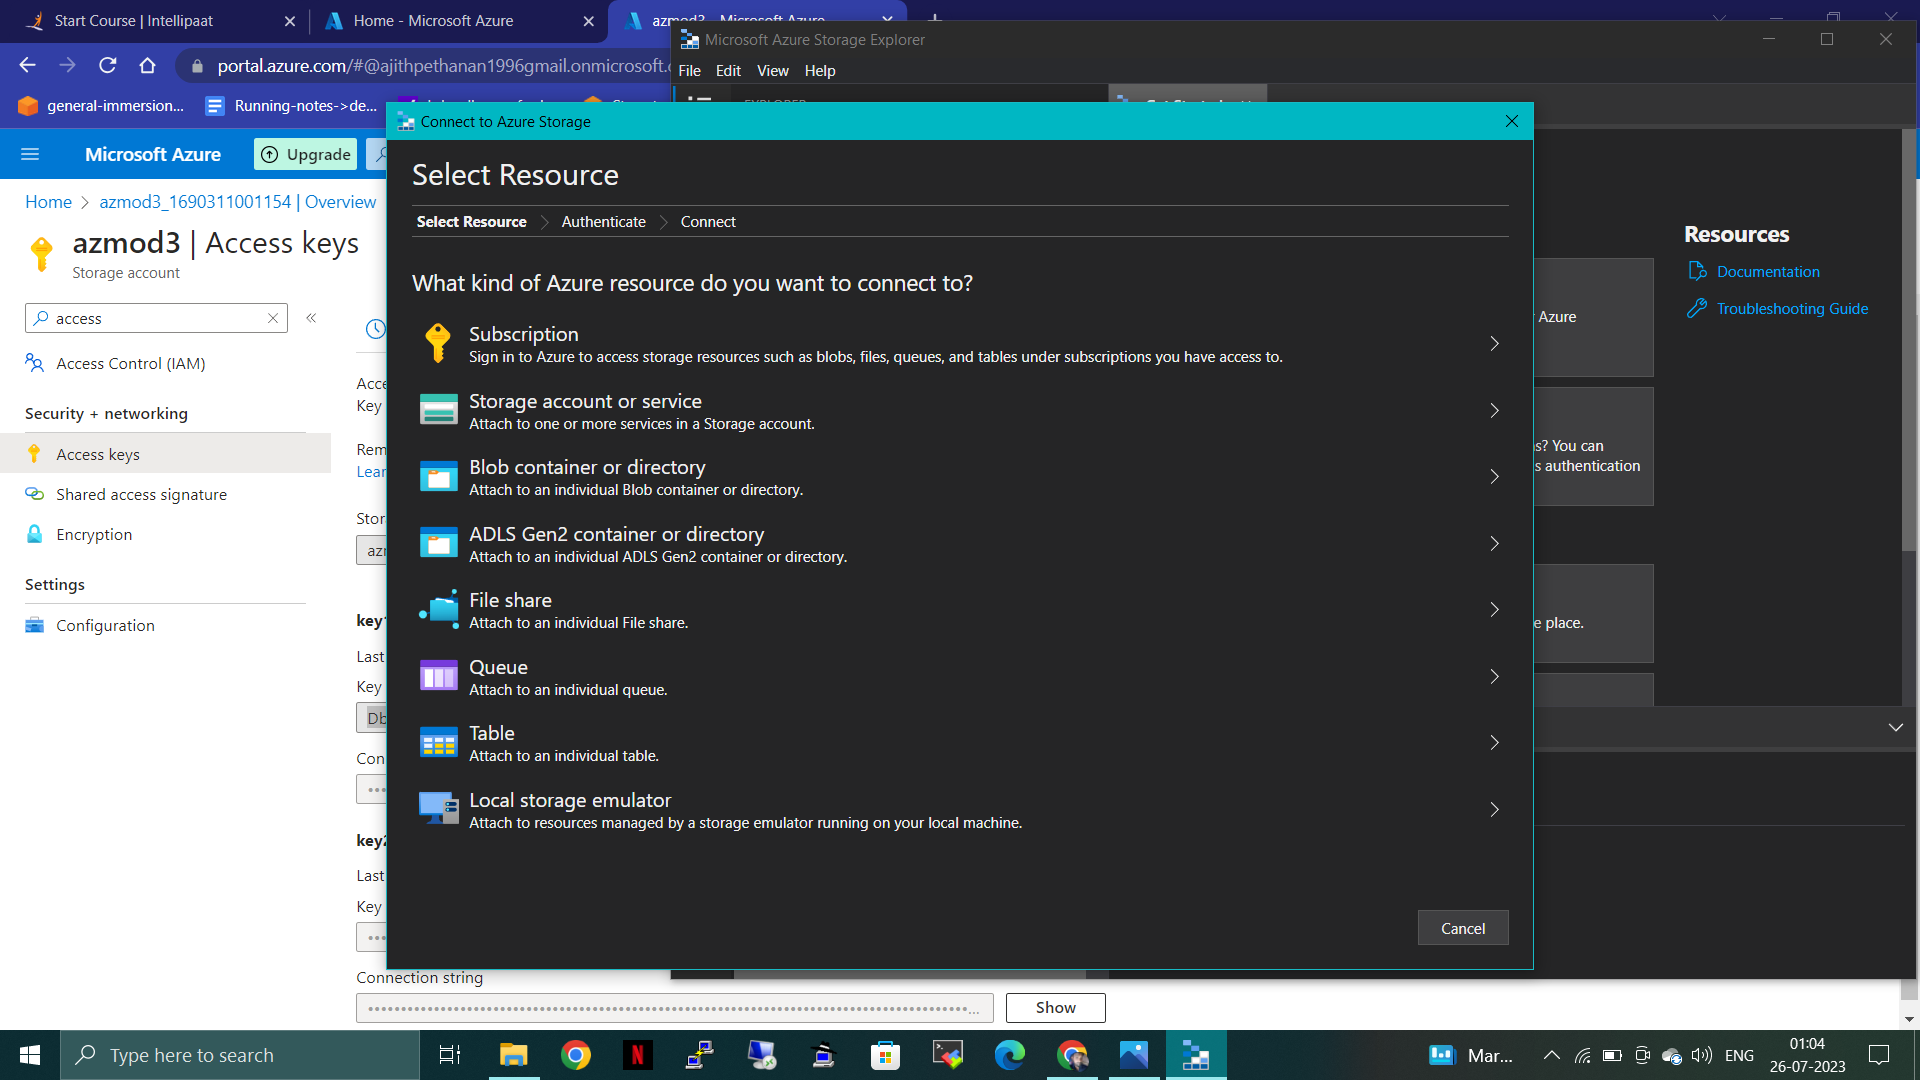 Start Course | Intellipaat
Home - Microsoft Azure
azmod3 - Microsoft Azure
portal.azure.com/#@ajithpethanan1996gmail.onmicrosoft.
general-immersion...
Running-notes->de...
Microsoft Azure
Upgrade
Home > azmod3_1690311001154 | Overview
azmod3 | Access keys
Storage account
access
Access Control (IAM)
Security + networking
Access keys
Shared access signature
Encryption
Settings
Configuration
Acce
Key
Rem
Lear
Stor
az
key
Last
Key
Db
Con
key2
Last
Key
Connection string
Show
Microsoft Azure Storage Explorer
File Edit View Help
EXPLORER
Connect to Azure Storage
Select Resource
Select Resource > Authenticate > Connect
What kind of Azure resource do you want to connect to?
Subscription
Sign in to Azure to access storage resources such as blobs, files, queues, and tables under subscriptions you have access to.
Storage account or service
Attach to one or more services in a Storage account.
Blob container or directory
Attach to an individual Blob container or directory.
ADLS Gen2 container or directory
Attach to an individual ADLS Gen2 container or directory.
File share
Attach to an individual File share.
Queue
Attach to an individual queue.
Table
Attach to an individual table.
Local storage emulator
Attach to resources managed by a storage emulator running on your local machine.
Cancel
Resources
Documentation
Troubleshooting Guide
Azure
s? You can
s authentication
e place.
Type here to search
Mar...
ENG
01:04
26-07-2023